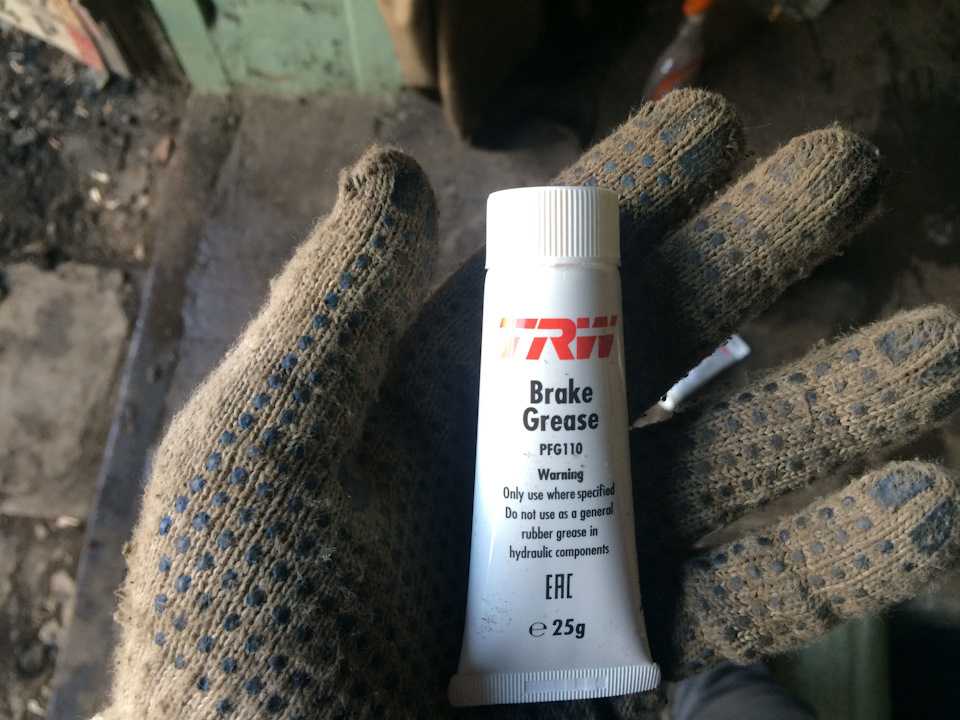 TRW
Brake
Grease
PFG110
Warning
Only use where specified
Do not use as a general
rubber grease in
hydraulic components
EAC
℮ 25g